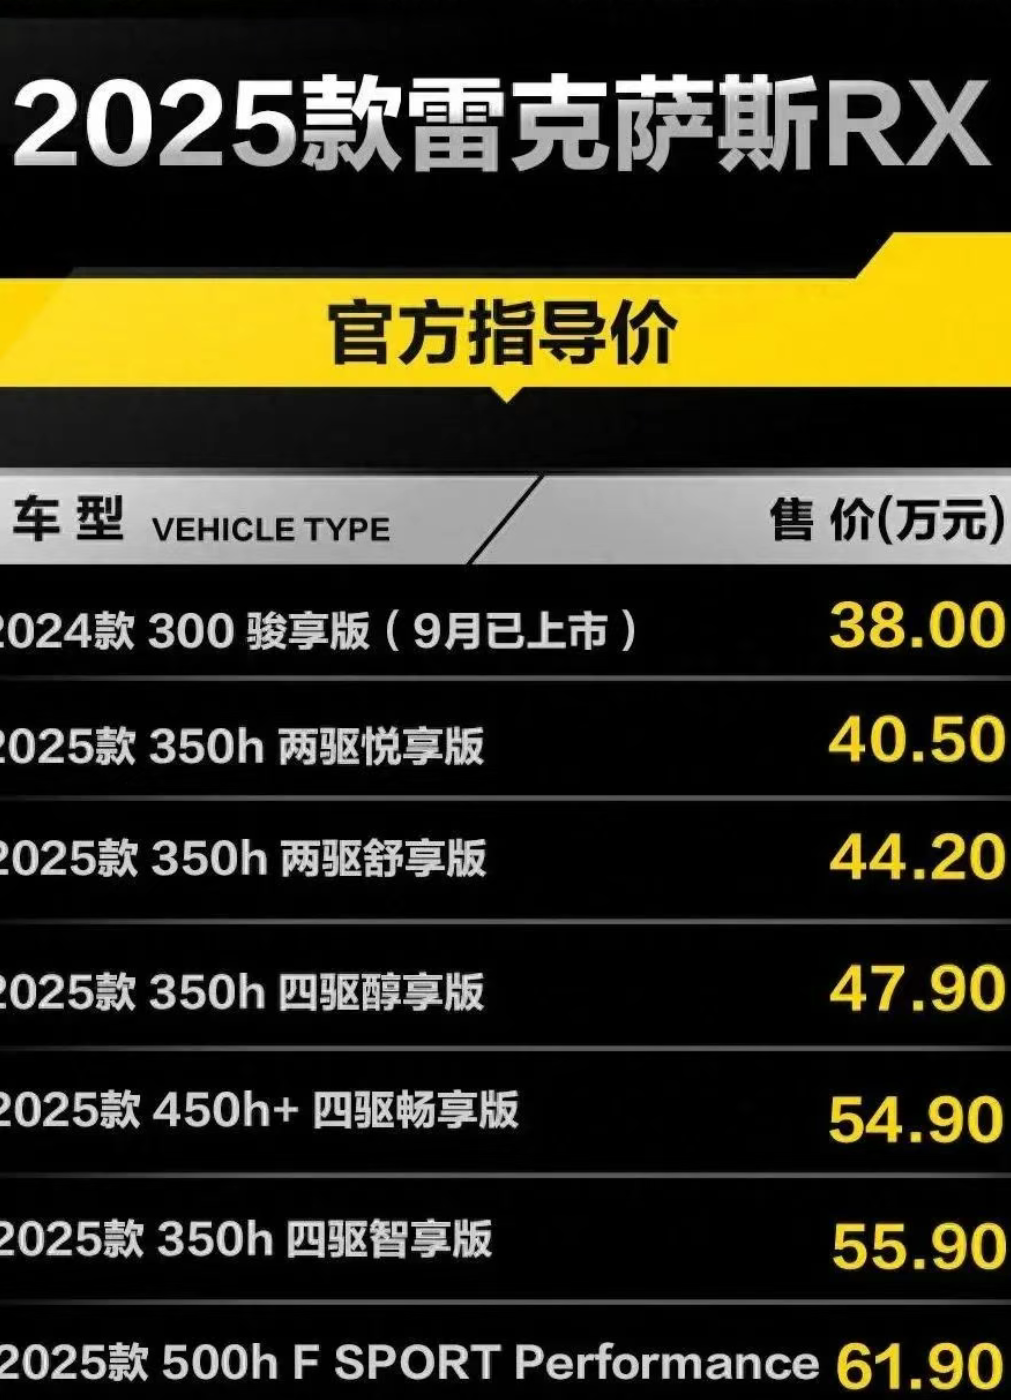 2025款雷克萨斯RX
官方指导价
车型 VEHICLE TYPE 售价(万元)
2024款 300 骏享版（9月已上市） 38.00
2025款 350h 两驱悦享版 40.50
2025款 350h 两驱舒享版 44.20
2025款 350h 四驱醇享版 47.90
2025款 450h+ 四驱畅享版 54.90
2025款 350h 四驱智享版 55.90
2025款 500h F SPORT Performance 61.90